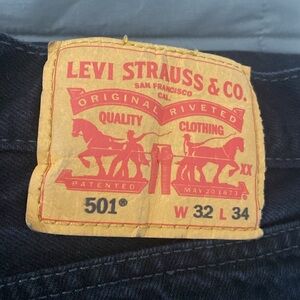 LEVI STRAUSS & CO.
SAN FRANCISCO
CAL.
ORIGINAL RIVETED
QUALITY CLOTHING
XX
PATENTED MAY 20 1873
501® W 32 L 34